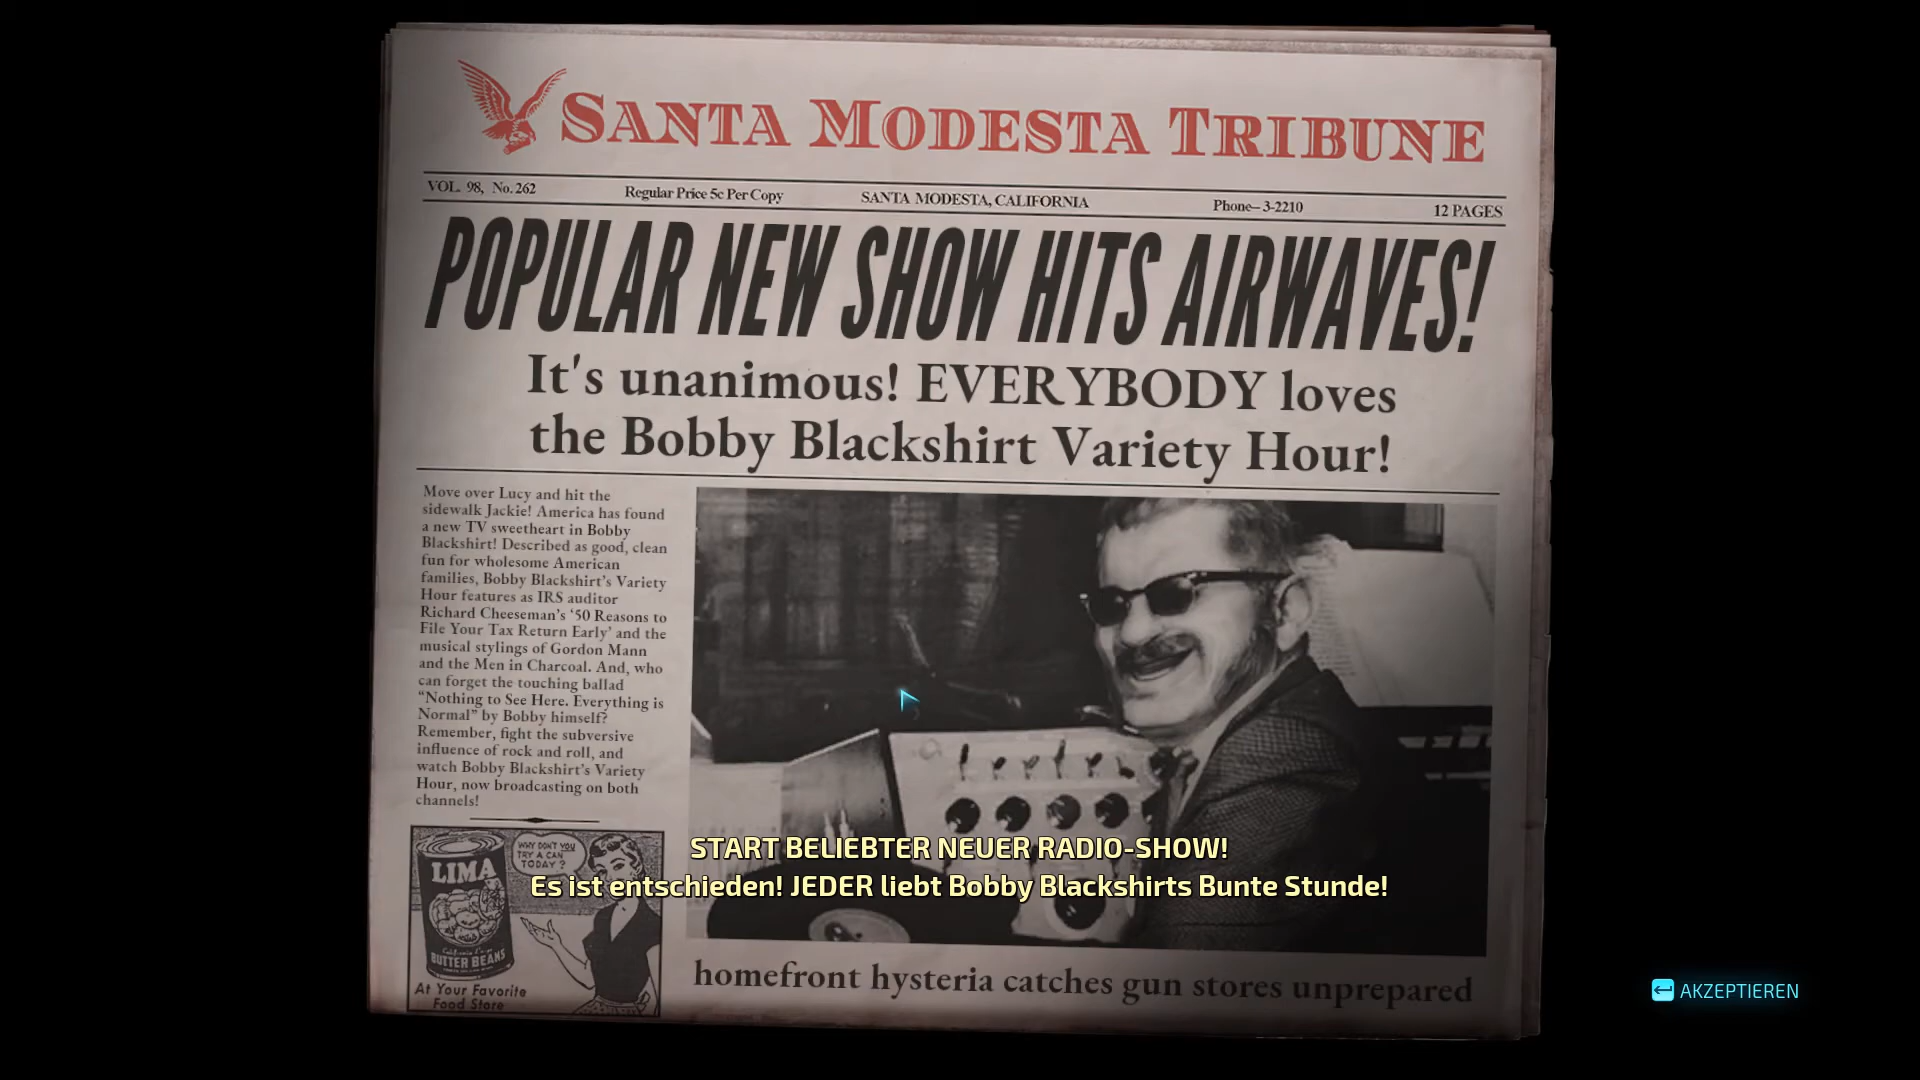 SANTA MODESTA TRIBUNE
VOL. 98, No. 262 Regular Price 5c Per Copy SANTA MODESTA, CALIFORNIA Phone– 3-2210 12 PAGES
POPULAR NEW SHOW HITS AIRWAVES!
It's unanimous! EVERYBODY loves
the Bobby Blackshirt Variety Hour!
Move over Lucy and hit the
sidewalk Jackie! America has found
a new TV sweetheart in Bobby
Blackshirt! Described as good, clean
fun for wholesome American
families, Bobby Blackshirt's Variety
Hour features as IRS auditor
Richard Cheeseman's ‘50 Reasons to
File Your Tax Return Early’ and the
musical stylings of Gordon Mann
and the Men in Charcoal. And, who
can forget the touching ballad
“Nothing to See Here. Everything is
Normal” by Bobby himself?
Remember, fight the subversive
influence of rock and roll, and
watch Bobby Blackshirt's Variety
Hour, now broadcasting on both
channels!
WHY DON'T YOU
TRY A CAN
TODAY?
LIMA
BUTTER BEANS
At Your Favorite
Food Store
START BELIEBTER NEUER RADIO-SHOW!
Es ist entschieden! JEDER liebt Bobby Blackshirts Bunte Stunde!
homefront hysteria catches gun stores unprepared
AKZEPTIEREN